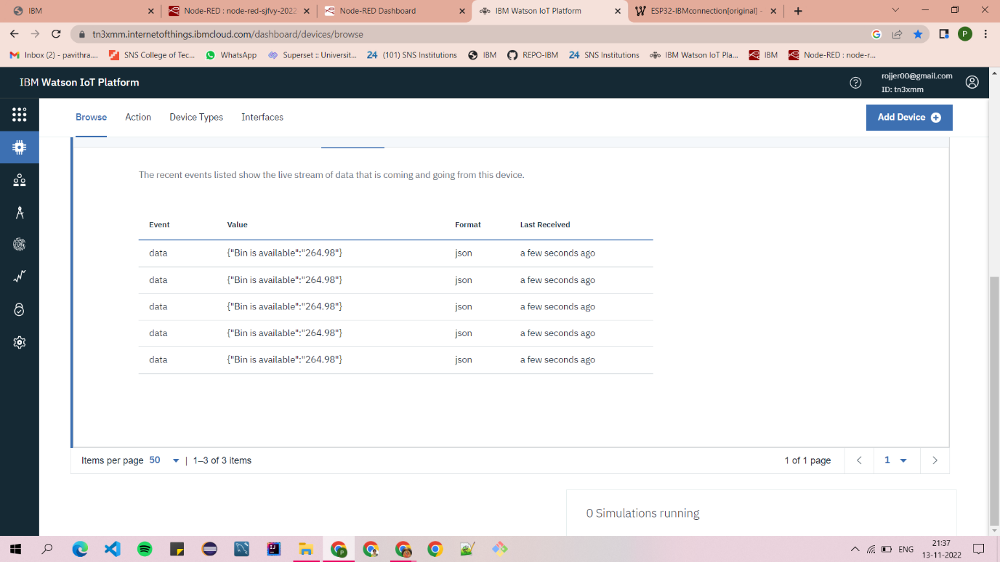 IBM
Node-RED : node-red-sjfvy-2022
Node-RED Dashboard
IBM Watson IoT Platform
ESP32-IBMconnection[original] -
tn3xmm.internetofthings.ibmcloud.com/dashboard/devices/browse
P
Inbox (2) - pavithra....
SNS College of Tec...
WhatsApp
Superset :: Universit...
24 (101) SNS Institutions
IBM
REPO-IBM
24 SNS Institutions
IBM Watson IoT Pla...
IBM
Node-RED : node-r...
IBM Watson IoT Platform
rojjer00@gmail.com
ID: tn3xmm
Browse
Action
Device Types
Interfaces
Add Device
The recent events listed show the live stream of data that is coming and going from this device.
Event Value Format Last Received
data {"Bin is available":"264.98"} json a few seconds ago
data {"Bin is available":"264.98"} json a few seconds ago
data {"Bin is available":"264.98"} json a few seconds ago
data {"Bin is available":"264.98"} json a few seconds ago
data {"Bin is available":"264.98"} json a few seconds ago
Items per page 50 | 1–3 of 3 items
1 of 1 page
1
0 Simulations running
ENG
21:37
13-11-2022